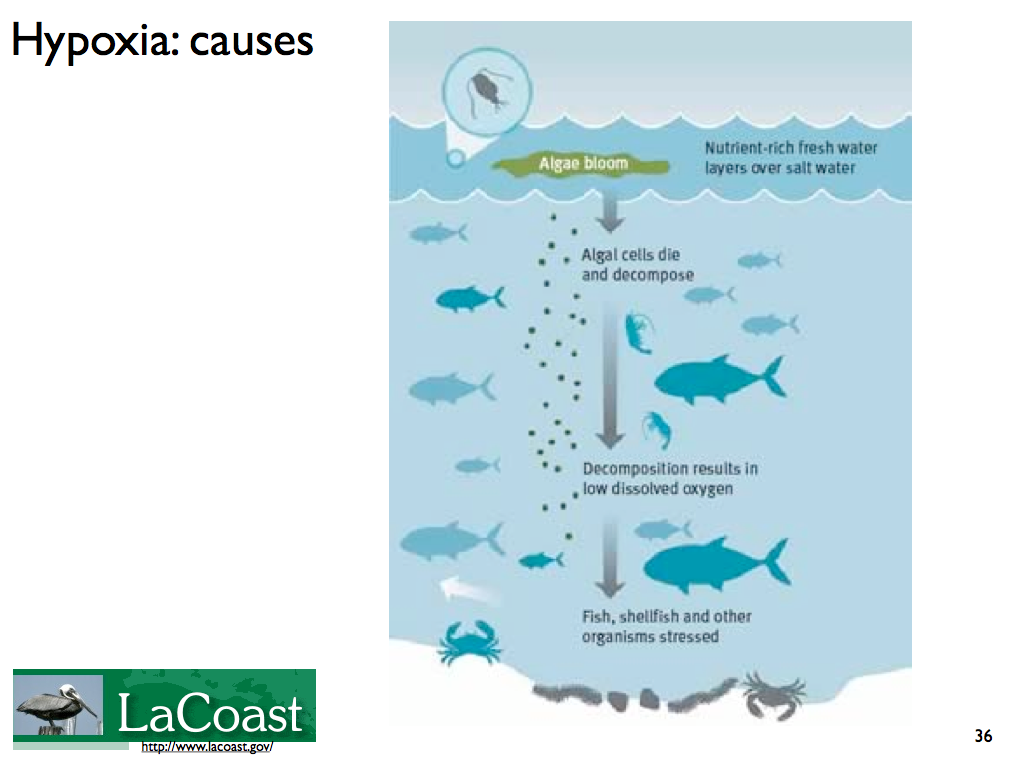 Hypoxia: causes
Algae bloom
Nutrient-rich fresh water
layers over salt water
Algal cells die
and decompose
Decomposition results in
low dissolved oxygen
Fish, shellfish and other
organisms stressed
LaCoast
http://www.lacoast.gov/
36